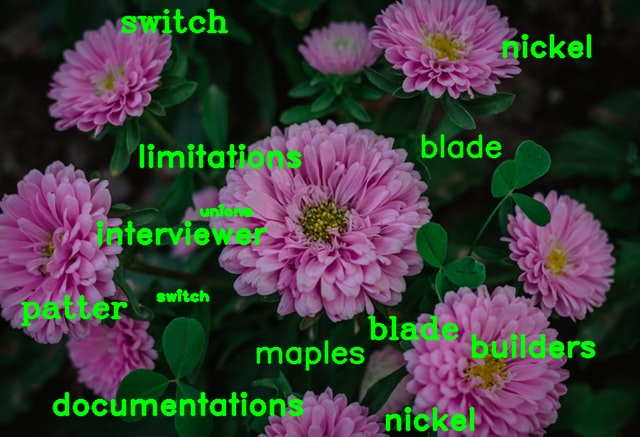 switch
nickel
blade
limitations
unions
interviewer
switch
patter
blade
builders
maples
documentations
nickel